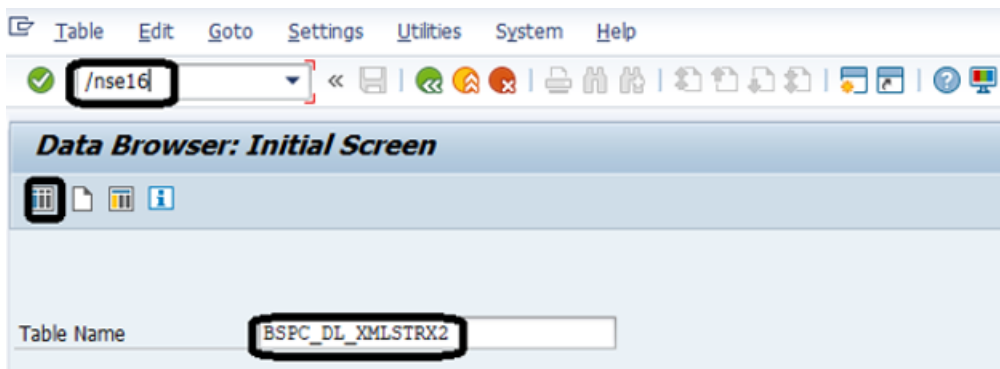 Table Edit Goto Settings Utilities System Help
/nse16
Data Browser: Initial Screen
Table Name BSPC_DL_XMLSTRX2